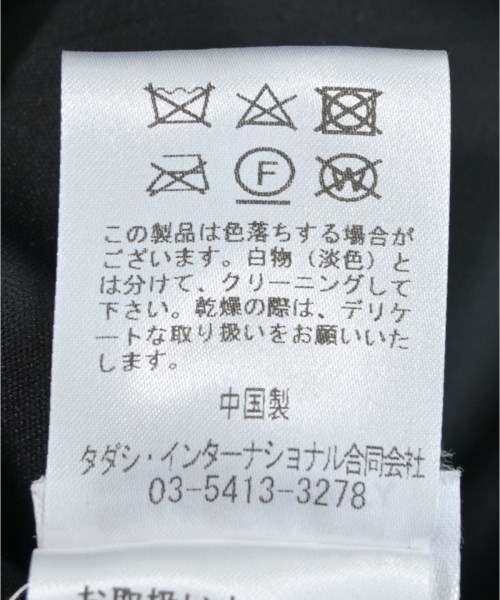 F
W
この製品は色落ちする場合が
ございます。白物（淡色）と
は分けて、クリーニングして
下さい。乾燥の際は、デリケ
ートな取り扱いをお願いいた
します。
中国製
タダシ・インターナショナル合同会社
03-5413-3278